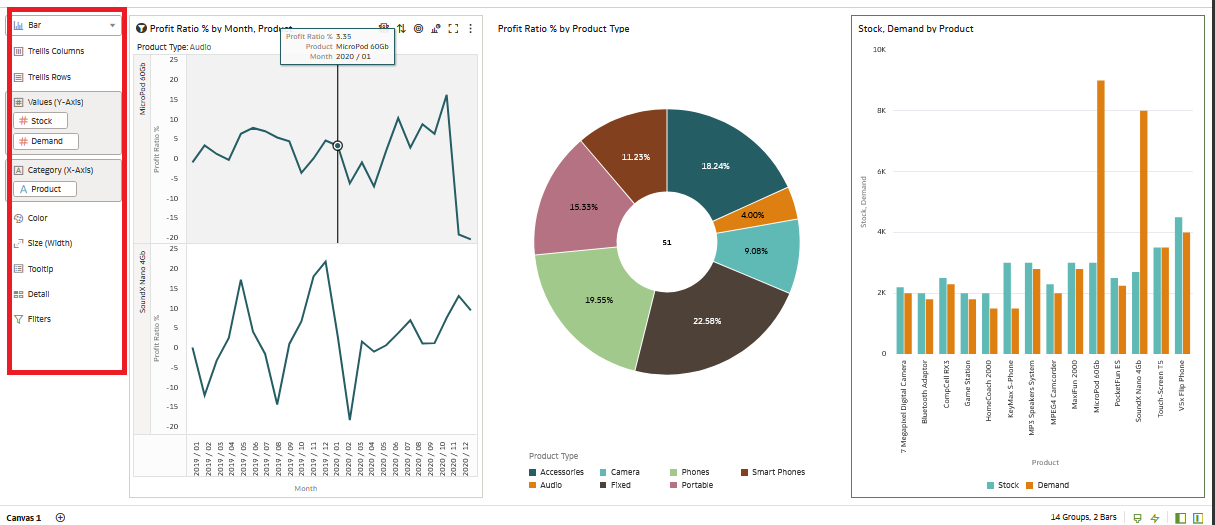 Bar
Trellis Columns
Trellis Rows
Values (Y-Axis)
# Stock
# Demand
Category (X-Axis)
A Product
Color
Size (Width)
Tooltip
Detail
Filters
Profit Ratio % by Month, Product
Product Type: Audio
Profit Ratio % 3.35
Product MicroPod 60Gb
Month 2020 / 01
MicroPod 60Gb
Profit Ratio %
25
20
15
10
5
0
-5
-10
-15
-20
SoundX Nano 4Gb
Profit Ratio %
25
20
15
10
5
0
-5
-10
-15
-20
2019 / 01
2019 / 02
2019 / 03
2019 / 04
2019 / 05
2019 / 06
2019 / 07
2019 / 08
2019 / 09
2019 / 10
2019 / 11
2019 / 12
2020 / 01
2020 / 02
2020 / 03
2020 / 04
2020 / 05
2020 / 06
2020 / 07
2020 / 08
2020 / 09
2020 / 10
2020 / 11
2020 / 12
Month
Profit Ratio % by Product Type
18.24%
4.00%
9.08%
22.58%
19.55%
15.33%
11.23%
51
Product Type
Accessories Camera Phones Smart Phones
Audio Fixed Portable
Stock, Demand by Product
Stock, Demand
10K
8K
6K
4K
2K
0
7 Megapixel Digital Camera
Bluetooth Adaptor
CompCell RX3
Game Station
HomeCoach 2000
KeyMax S-Phone
MP3 Speakers System
MPEG4 Camcorder
MaxiFun 2000
MicroPod 60Gb
PocketFun ES
SoundX Nano 4Gb
Touch-Screen T5
V5x Flip Phone
Product
Stock Demand
Canvas 1
14 Groups, 2 Bars